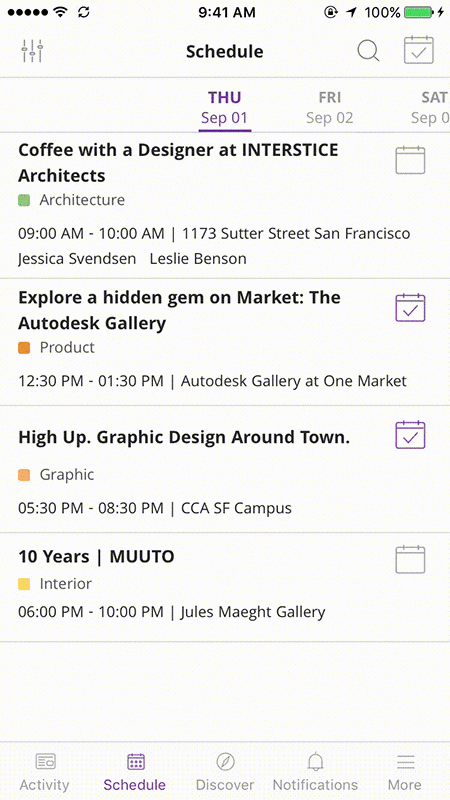 9:41 AM
100%
Schedule
THU
FRI
SAT
Sep 01
Sep 02
Sep 0
Coffee with a Designer at INTERSTICE
Architects
Architecture
09:00 AM - 10:00 AM | 1173 Sutter Street San Francisco
Jessica Svendsen Leslie Benson
Explore a hidden gem on Market: The
Autodesk Gallery
Product
12:30 PM - 01:30 PM | Autodesk Gallery at One Market
High Up. Graphic Design Around Town.
Graphic
05:30 PM - 08:30 PM | CCA SF Campus
10 Years | MUUTO
Interior
06:00 PM - 10:00 PM | Jules Maeght Gallery
Activity
Schedule
Discover
Notifications
More